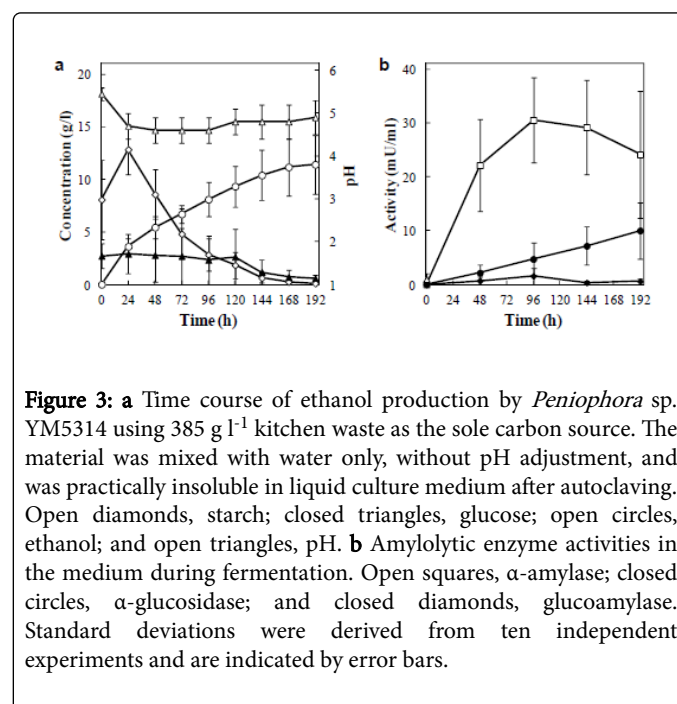 a
b
20
15
10
5
0
Concentration (g/l)
6
5
4
3
2
1
pH
0 24 48 72 96 120 144 168 192
Time (h)
40
30
20
10
0
Activity (mU/ml)
0 24 48 72 96 120 144 168 192
Time (h)
Figure 3: a Time course of ethanol production by Peniophora sp.
YM5314 using 385 g l-1 kitchen waste as the sole carbon source. The
material was mixed with water only, without pH adjustment, and
was practically insoluble in liquid culture medium after autoclaving.
Open diamonds, starch; closed triangles, glucose; open circles,
ethanol; and open triangles, pH. b Amylolytic enzyme activities in
the medium during fermentation. Open squares, α-amylase; closed
circles, α-glucosidase; and closed diamonds, glucoamylase.
Standard deviations were derived from ten independent
experiments and are indicated by error bars.